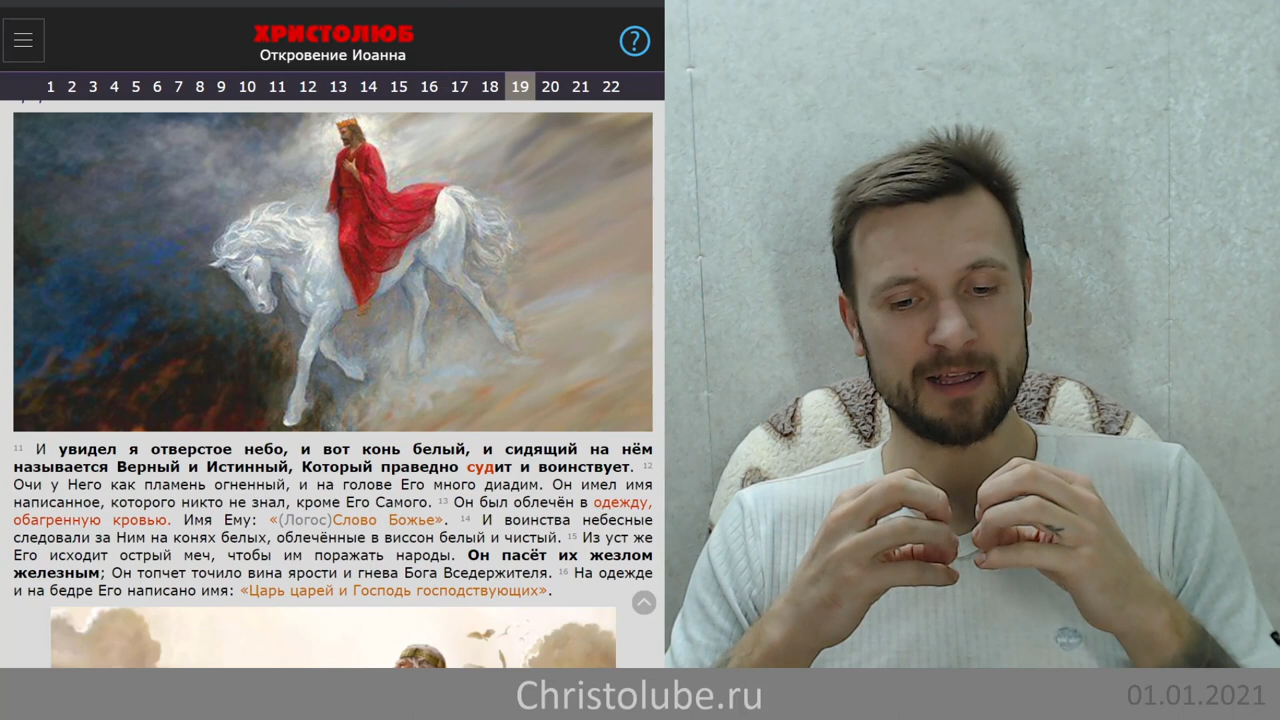 ХРИСТОЛЮБ
Откровение Иоанна
?
1 2 3 4 5 6 7 8 9 10 11 12 13 14 15 16 17 18 19 20 21 22
11 И увидел я отверстое небо, и вот конь белый, и сидящий на нём
называется Верный и Истинный, Который праведно судит и воинствует. 12
Очи у Него как пламень огненный, и на голове Его много диадим. Он имел имя
написанное, которого никто не знал, кроме Его Самого. 13 Он был облечён в одежду,
обагренную кровью. Имя Ему: «(Логос)Слово Божье». 14 И воинства небесные
следовали за Ним на конях белых, облечённые в виссон белый и чистый. 15 Из уст же
Его исходит острый меч, чтобы им поражать народы. Он пасёт их жезлом
железным; Он топчет точило вина ярости и гнева Бога Вседержителя. 16 На одежде
и на бедре Его написано имя: «Царь царей и Господь господствующих».
Christolube.ru
01.01.2021